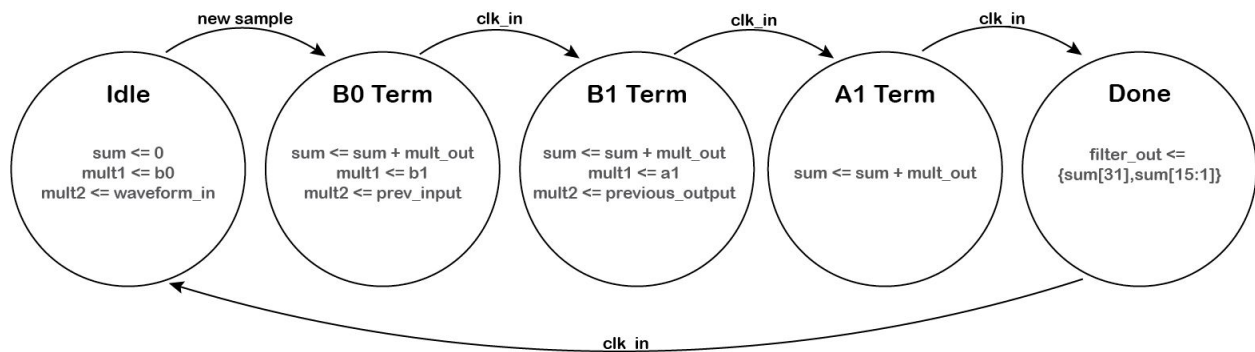 new sample
clk_in
clk_in
clk_in
Idle
sum <= 0
mult1 <= b0
mult2 <= waveform_in
B0 Term
sum <= sum + mult_out
mult1 <= b1
mult2 <= prev_input
B1 Term
sum <= sum + mult_out
mult1 <= a1
mult2 <= previous_output
A1 Term
sum <= sum + mult_out
Done
filter_out <=
{sum[31],sum[15:1]}
clk_in